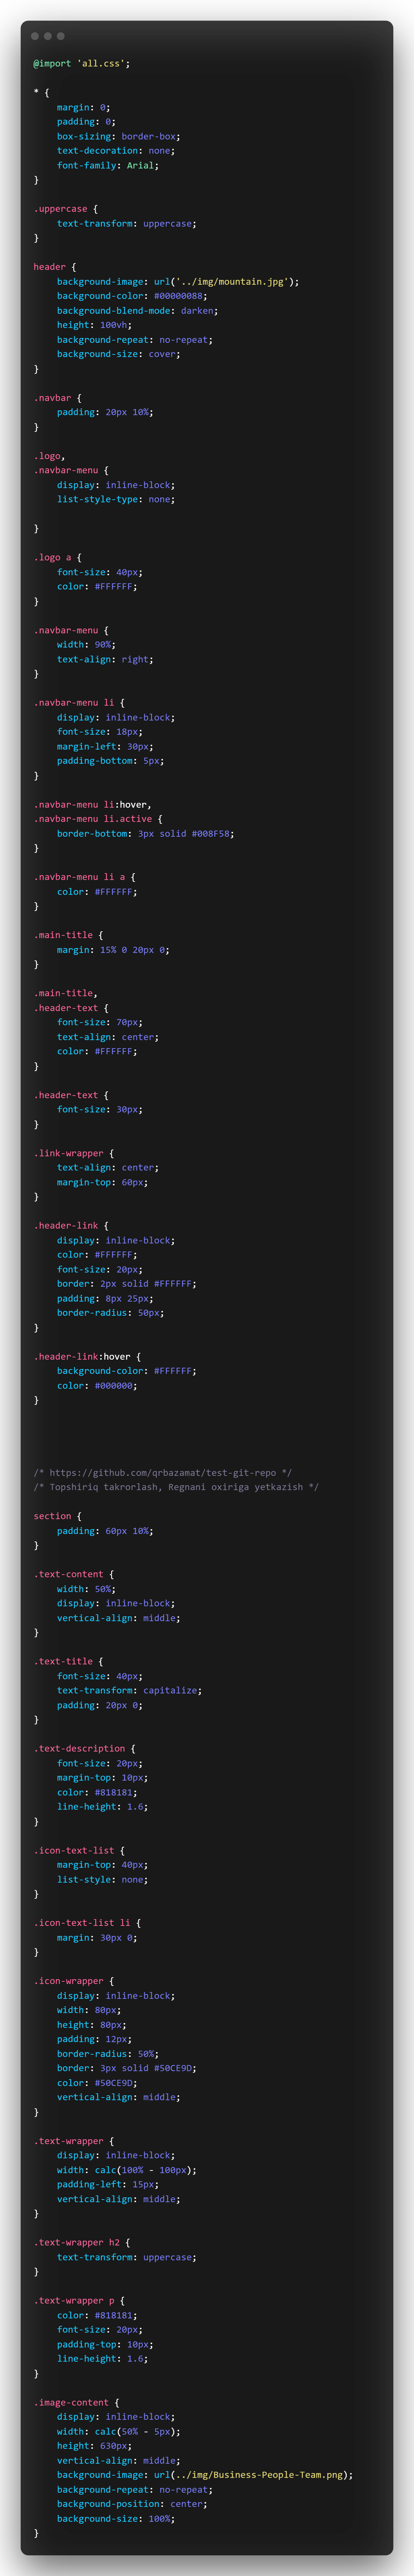 @import 'all.css';

* {
    margin: 0;
    padding: 0;
    box-sizing: border-box;
    text-decoration: none;
    font-family: Arial;
}

.uppercase {
    text-transform: uppercase;
}

header {
    background-image: url('../img/mountain.jpg');
    background-color: #00000088;
    background-blend-mode: darken;
    height: 100vh;
    background-repeat: no-repeat;
    background-size: cover;
}

.navbar {
    padding: 20px 10%;
}

.logo,
.navbar-menu {
    display: inline-block;
    list-style-type: none;

}

.logo a {
    font-size: 40px;
    color: #FFFFFF;
}

.navbar-menu {
    width: 90%;
    text-align: right;
}

.navbar-menu li {
    display: inline-block;
    font-size: 18px;
    margin-left: 30px;
    padding-bottom: 5px;
}

.navbar-menu li:hover,
.navbar-menu li.active {
    border-bottom: 3px solid #008F58;
}

.navbar-menu li a {
    color: #FFFFFF;
}

.main-title {
    margin: 15% 0 20px 0;
}

.main-title,
.header-text {
    font-size: 70px;
    text-align: center;
    color: #FFFFFF;
}

.header-text {
    font-size: 30px;
}

.link-wrapper {
    text-align: center;
    margin-top: 60px;
}

.header-link {
    display: inline-block;
    color: #FFFFFF;
    font-size: 20px;
    border: 2px solid #FFFFFF;
    padding: 8px 25px;
    border-radius: 50px;
}

.header-link:hover {
    background-color: #FFFFFF;
    color: #000000;
}

/* https://github.com/qrbazamat/test-git-repo */
/* Topshiriq takrorlash, Regnani oxiriga yetkazish */

section {
    padding: 60px 10%;
}

.text-content {
    width: 50%;
    display: inline-block;
    vertical-align: middle;
}

.text-title {
    font-size: 40px;
    text-transform: capitalize;
    padding: 20px 0;
}

.text-description {
    font-size: 20px;
    margin-top: 10px;
    color: #818181;
    line-height: 1.6;
}

.icon-text-list {
    margin-top: 40px;
    list-style: none;
}

.icon-text-list li {
    margin: 30px 0;
}

.icon-wrapper {
    display: inline-block;
    width: 80px;
    height: 80px;
    padding: 12px;
    border-radius: 50%;
    border: 3px solid #50CE9D;
    color: #50CE9D;
    vertical-align: middle;
}

.text-wrapper {
    display: inline-block;
    width: calc(100% - 100px);
    padding-left: 15px;
    vertical-align: middle;
}

.text-wrapper h2 {
    text-transform: uppercase;
}

.text-wrapper p {
    color: #818181;
    font-size: 20px;
    padding-top: 10px;
    line-height: 1.6;
}

.image-content {
    display: inline-block;
    width: calc(50% - 5px);
    height: 630px;
    vertical-align: middle;
    background-image: url(../img/Business-People-Team.png);
    background-repeat: no-repeat;
    background-position: center;
    background-size: 100%;
}